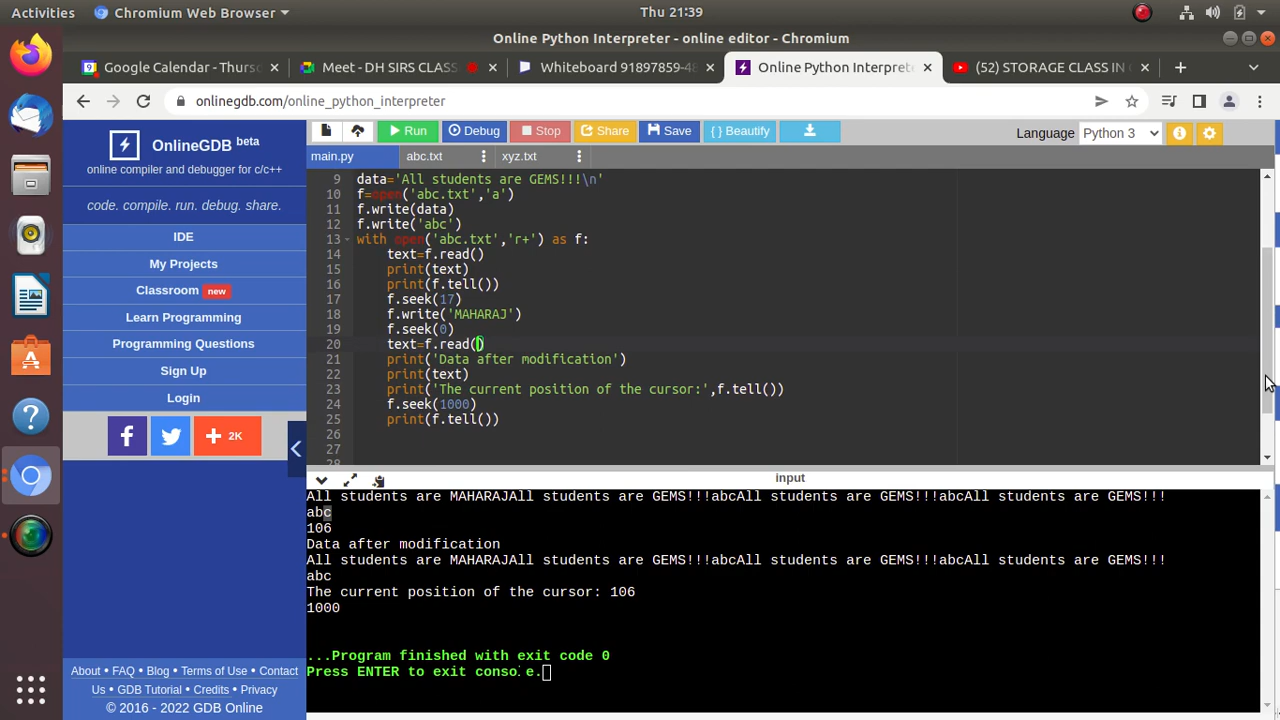 Activities
Chromium Web Browser
Thu 21:39
Online Python Interpreter - online editor - Chromium
Google Calendar - Thursd
Meet - DH SIRS CLASS
Whiteboard 91897859-48
Online Python Interprete
(52) STORAGE CLASS IN C
onlinegdb.com/online_python_interpreter
OnlineGDB beta
online compiler and debugger for c/c++
code. compile. run. debug. share.
IDE
My Projects
Classroom new
Learn Programming
Programming Questions
Sign Up
Login
2K
About • FAQ • Blog • Terms of Use • Contact
Us • GDB Tutorial • Credits • Privacy
© 2016 - 2022 GDB Online
Run Debug Stop Share Save { } Beautify
Language Python 3
main.py abc.txt xyz.txt
9 data='All students are GEMS!!!\n'
10 f=open('abc.txt','a')
11 f.write(data)
12 f.write('abc')
13 with open('abc.txt','r+') as f:
14 text=f.read()
15 print(text)
16 print(f.tell())
17 f.seek(17)
18 f.write('MAHARAJ')
19 f.seek(0)
20 text=f.read()
21 print('Data after modification')
22 print(text)
23 print('The current position of the cursor:',f.tell())
24 f.seek(1000)
25 print(f.tell())
26
27
28
input
All students are MAHARAJAll students are GEMS!!!abcAll students are GEMS!!!abcAll students are GEMS!!!
abc
106
Data after modification
All students are MAHARAJAll students are GEMS!!!abcAll students are GEMS!!!abcAll students are GEMS!!!
abc
The current position of the cursor: 106
1000
...Program finished with exit code 0
Press ENTER to exit console.